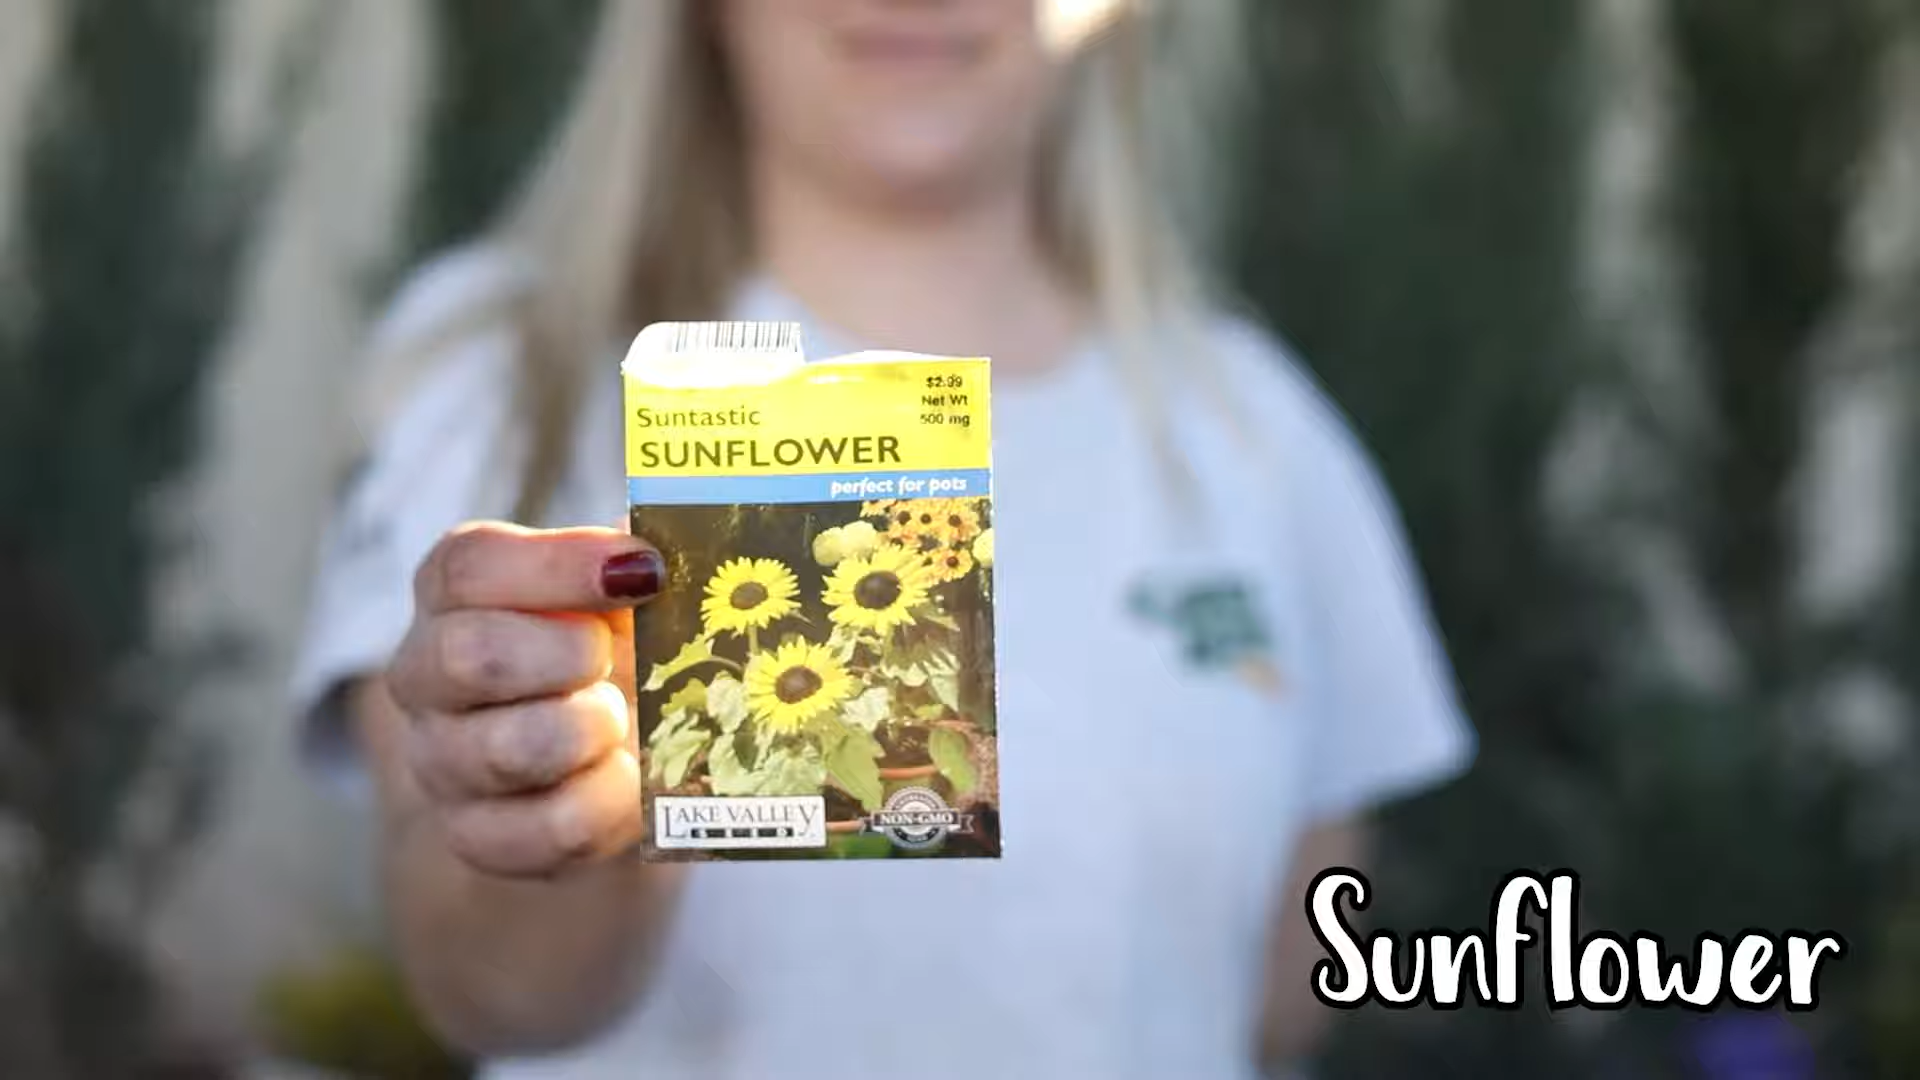 $2.99
Net Wt
500 mg
Suntastic
SUNFLOWER
perfect for pots
LAKE VALLEY
SEED
NON-GMO
Sunflower